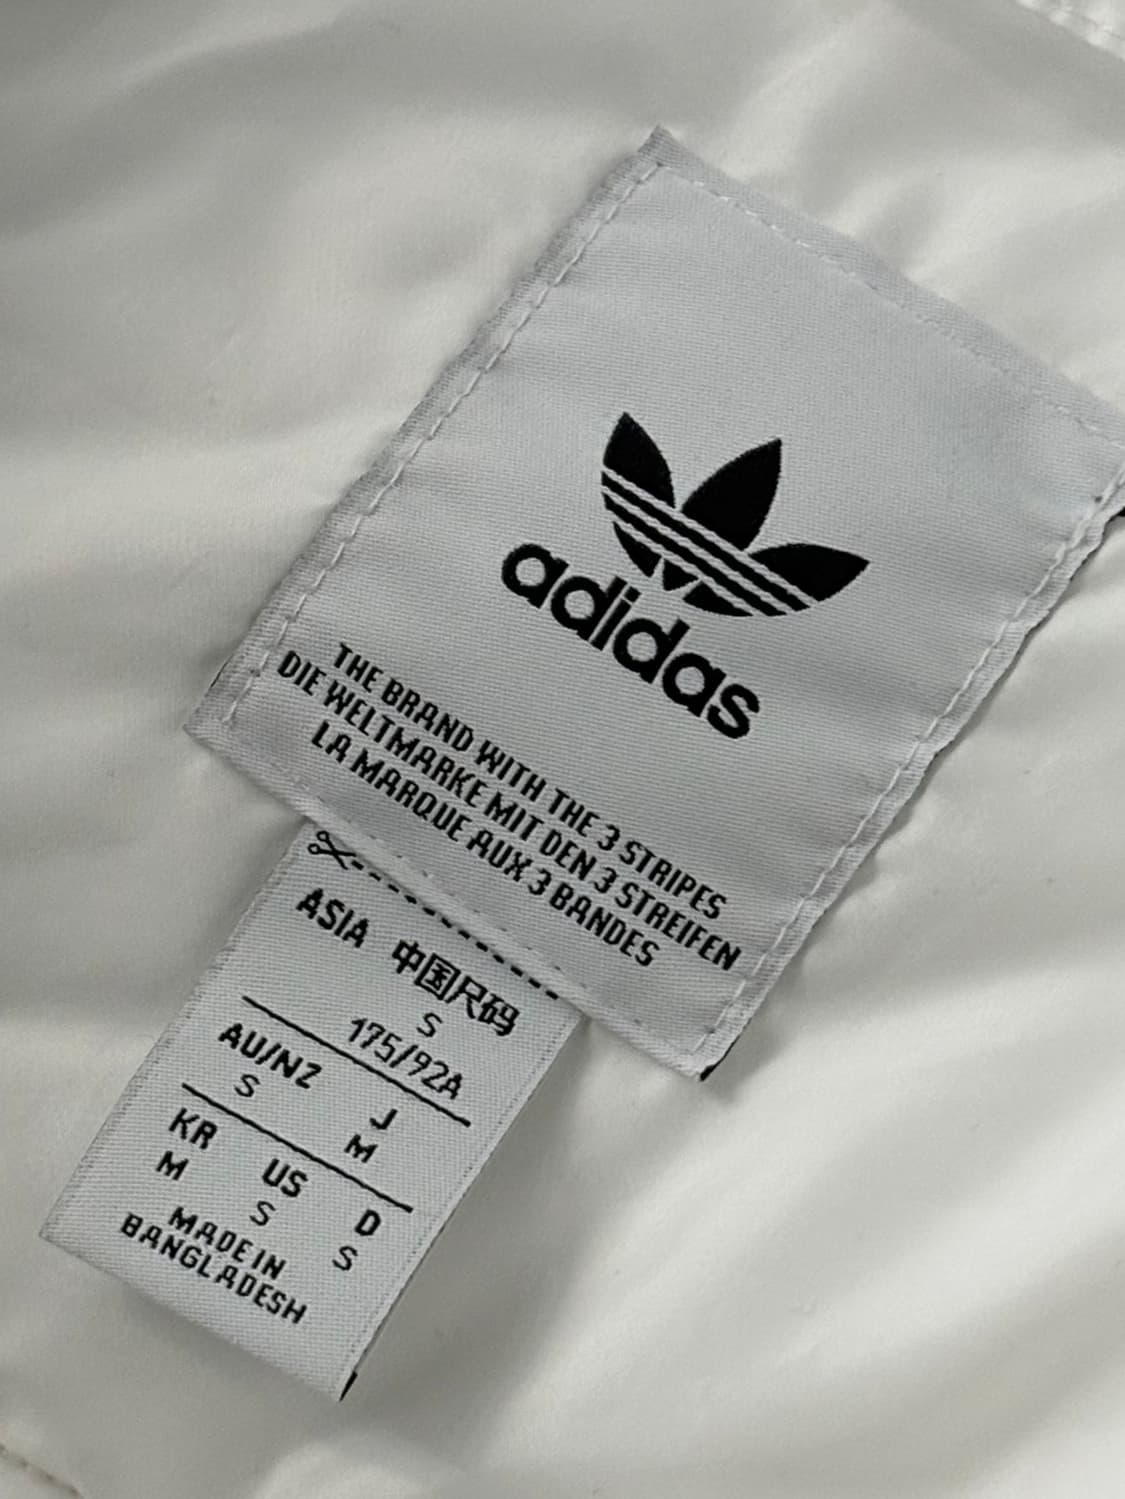 adidas
THE BRAND WITH THE 3 STRIPES
DIE WELTMARKE MIT DEN 3 STREIFEN
LA MARQUE AUX 3 BANDES
ASIA 中国尺码
S
175/92A
AU/NZ J
S M
KR US D
M S S
MADE IN
BANGLADESH